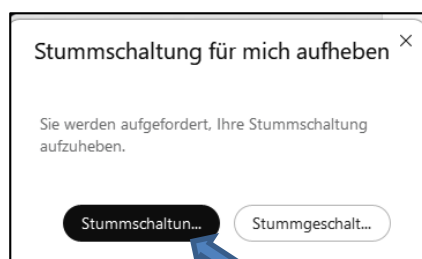 Stummschaltung für mich aufheben
Sie werden aufgefordert, Ihre Stummschaltung
aufzuheben.
Stummschaltun... Stummgeschalt...